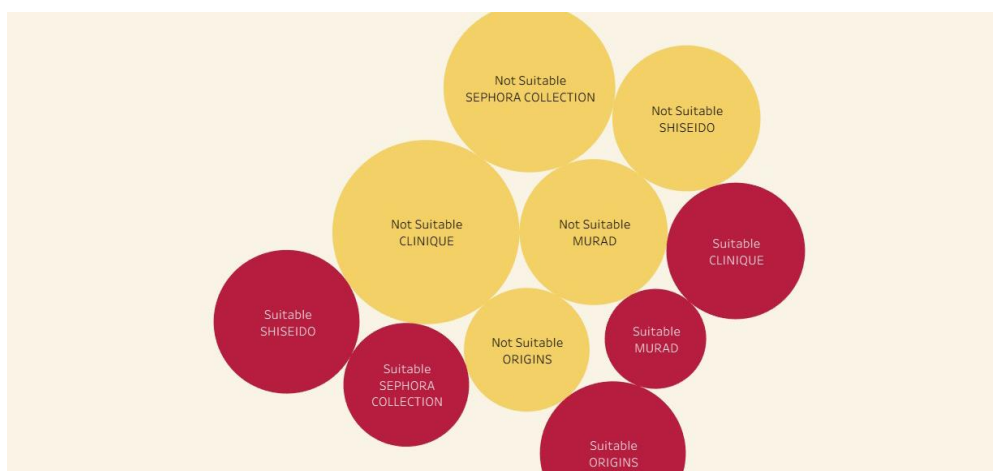 Not Suitable
SEPHORA COLLECTION
Not Suitable
SHISEIDO
Not Suitable
CLINIQUE
Not Suitable
MURAD
Suitable
CLINIQUE
Suitable
SHISEIDO
Suitable
MURAD
Not Suitable
ORIGINS
Suitable
SEPHORA
COLLECTION
Suitable
ORIGINS